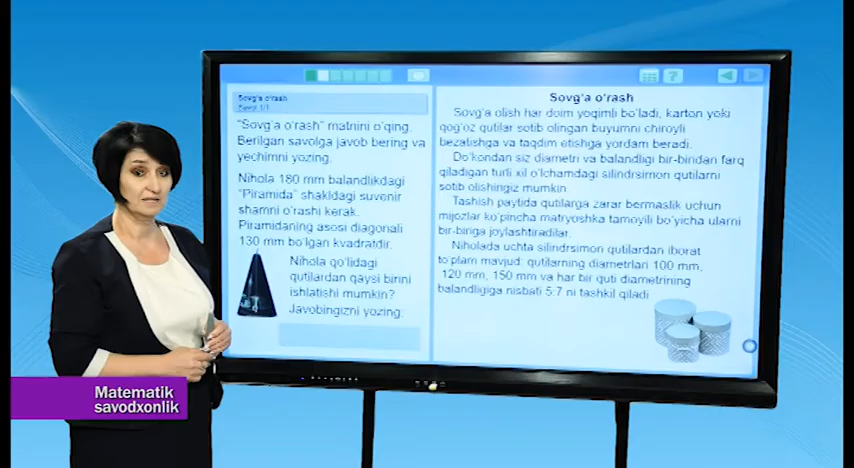 Sovg'a o'rash
Savol 1/1
"Sovg'a o'rash" matnini o'qing.
Berilgan savolga javob bering va
yechimni yozing.
Nihola 180 mm balandlikdagi
"Piramida" shakldagi suvenir
shamni o'rashi kerak.
Piramidaning asosi diagonali
130 mm bo'lgan kvadratdir.
Nihola qo'lidagi
qutilardan qaysi birini
ishlatishi mumkin?
Javobingizni yozing.
Sovg'a o'rash
Sovg'a olish har doim yoqimli bo'ladi, karton yoki
qog'oz qutilar sotib olingan buyumni chiroyli
bezatishga va taqdim etishga yordam beradi.
Do'kondan siz diametri va balandligi bir-biridan farq
qiladigan turli xil o'lchamdagi silindrsimon qutilarni
sotib olishingiz mumkin.
Tashish paytida qutilarga zarar bermaslik uchun
mijozlar ko'pincha matryoshka tamoyili bo'yicha ularni
bir-biriga joylashtiradilar.
Niholada uchta silindrsimon qutilardan iborat
to'plam mavjud: qutilarning diametrlari 100 mm,
120 mm, 150 mm va har bir quti diametrining
balandligiga nisbati 5:7 ni tashkil qiladi
Matematik
savodxonlik